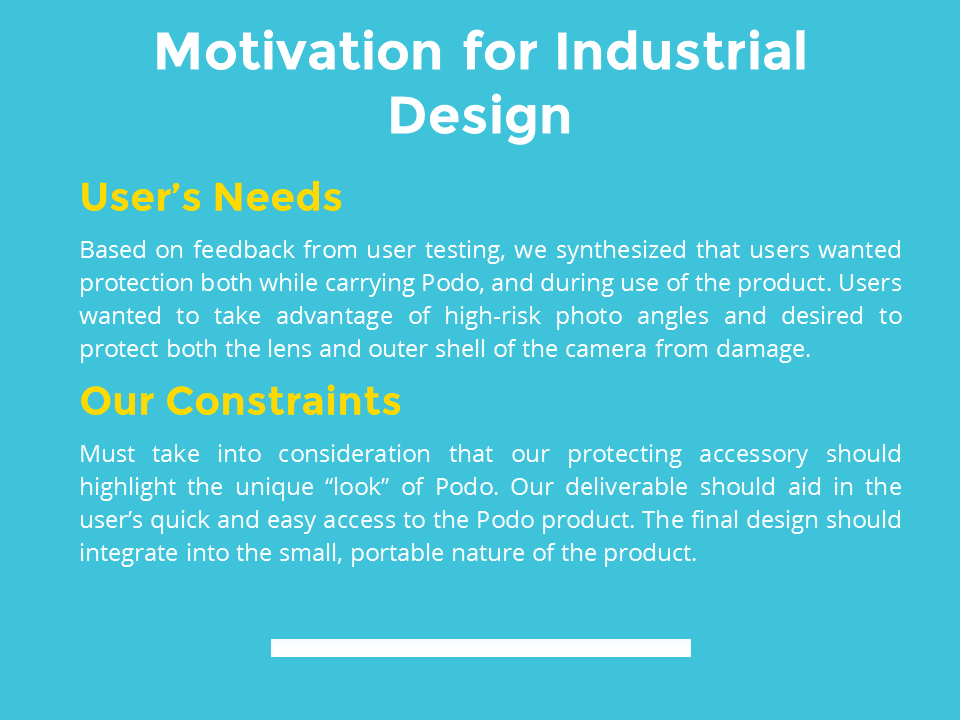 Motivation for Industrial
Design
User’s Needs
Based on feedback from user testing, we synthesized that users wanted
protection both while carrying Podo, and during use of the product. Users
wanted to take advantage of high-risk photo angles and desired to
protect both the lens and outer shell of the camera from damage.
Our Constraints
Must take into consideration that our protecting accessory should
highlight the unique “look” of Podo. Our deliverable should aid in the
user’s quick and easy access to the Podo product. The final design should
integrate into the small, portable nature of the product.